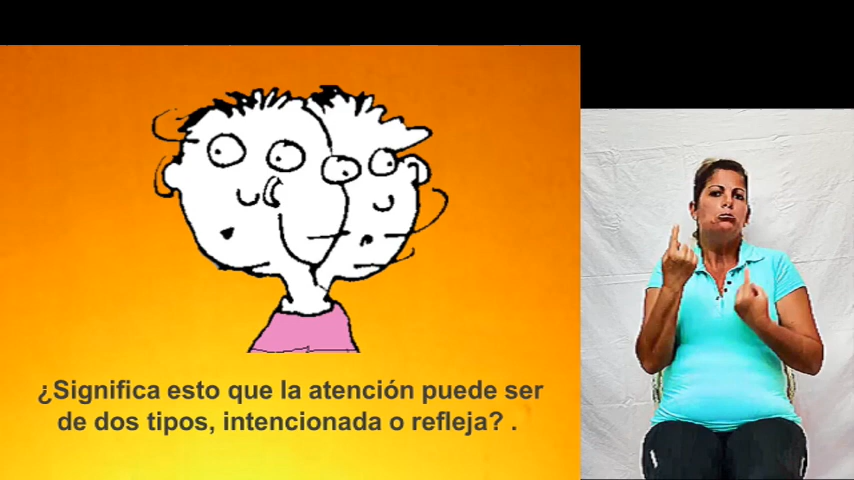 ¿Significa esto que la atención puede ser
de dos tipos, intencionada o refleja? .